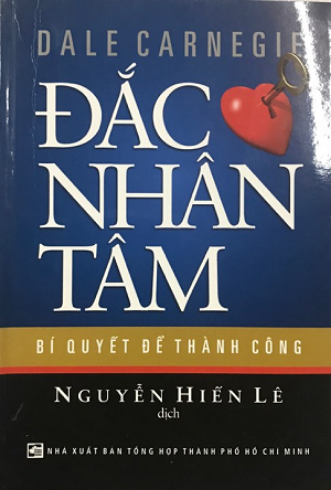 DALE CARNEGIE
ĐẮC
NHÂN
TÂM
BÍ QUYẾT ĐỂ THÀNH CÔNG
NGUYỄN HIẾN LÊ
dịch
NHÀ XUẤT BẢN TỔNG HỢP THÀNH PHỐ HỒ CHÍ MINH